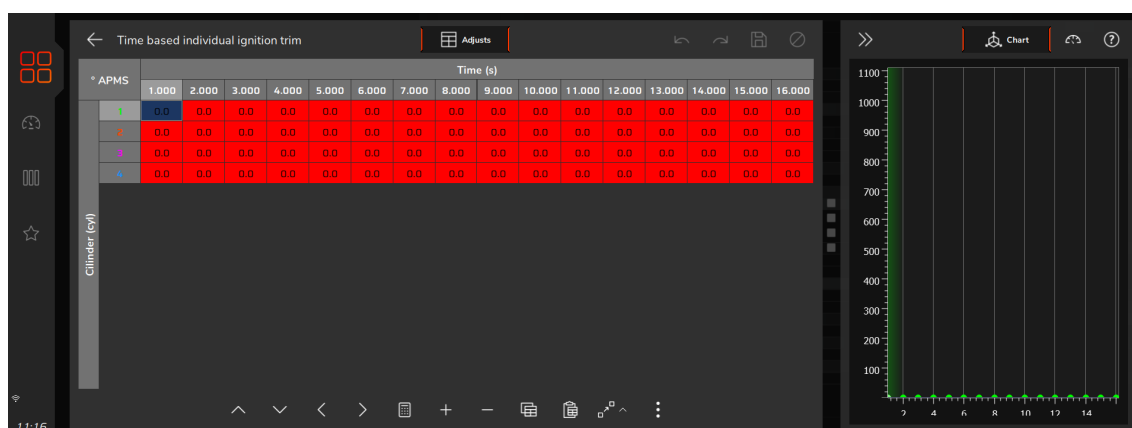 Time based individual ignition trim
Adjusts
Chart
° APMS
Time (s)
1.000 2.000 3.000 4.000 5.000 6.000 7.000 8.000 9.000 10.000 11.000 12.000 13.000 14.000 15.000 16.000
1 0.0 0.0 0.0 0.0 0.0 0.0 0.0 0.0 0.0 0.0 0.0 0.0 0.0 0.0 0.0 0.0
2 0.0 0.0 0.0 0.0 0.0 0.0 0.0 0.0 0.0 0.0 0.0 0.0 0.0 0.0 0.0 0.0
3 0.0 0.0 0.0 0.0 0.0 0.0 0.0 0.0 0.0 0.0 0.0 0.0 0.0 0.0 0.0 0.0
4 0.0 0.0 0.0 0.0 0.0 0.0 0.0 0.0 0.0 0.0 0.0 0.0 0.0 0.0 0.0 0.0
Cilinder (cyl)
11:16
1100
1000
900
800
700
600
500
400
300
200
100
2 4 6 8 10 12 14